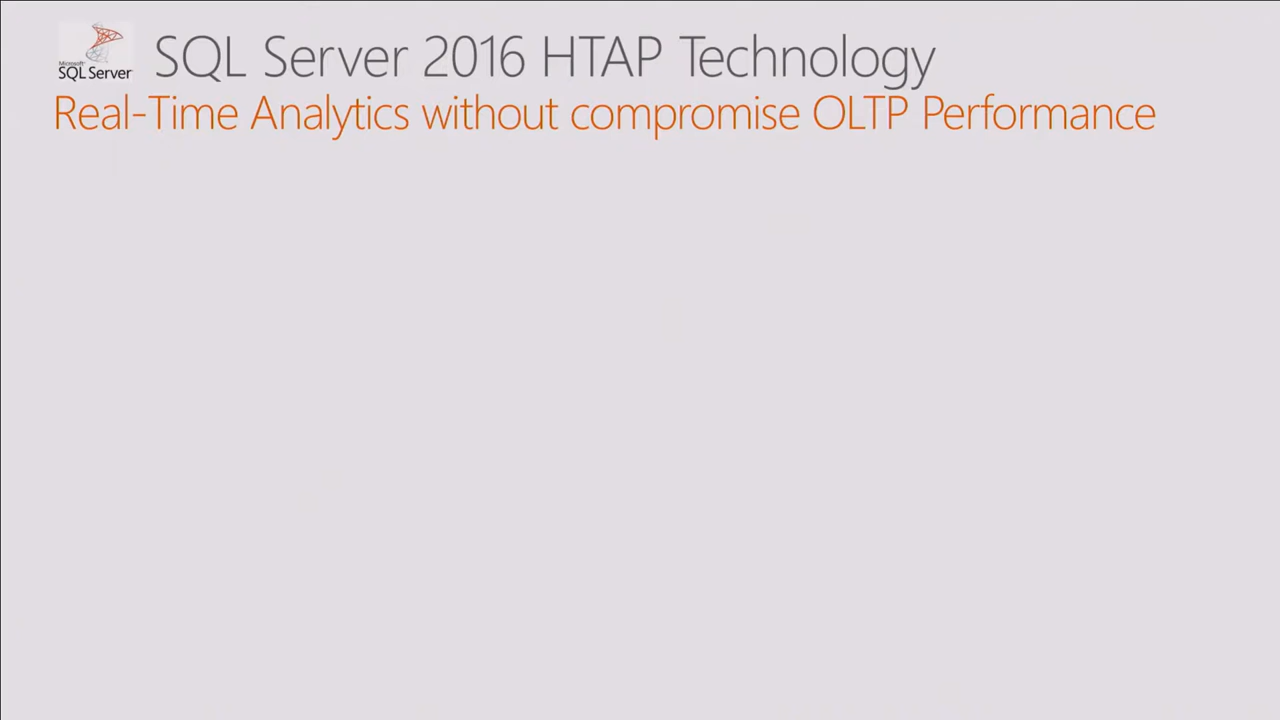 Microsoft
SQL Server
SQL Server 2016 HTAP Technology
Real-Time Analytics without compromise OLTP Performance